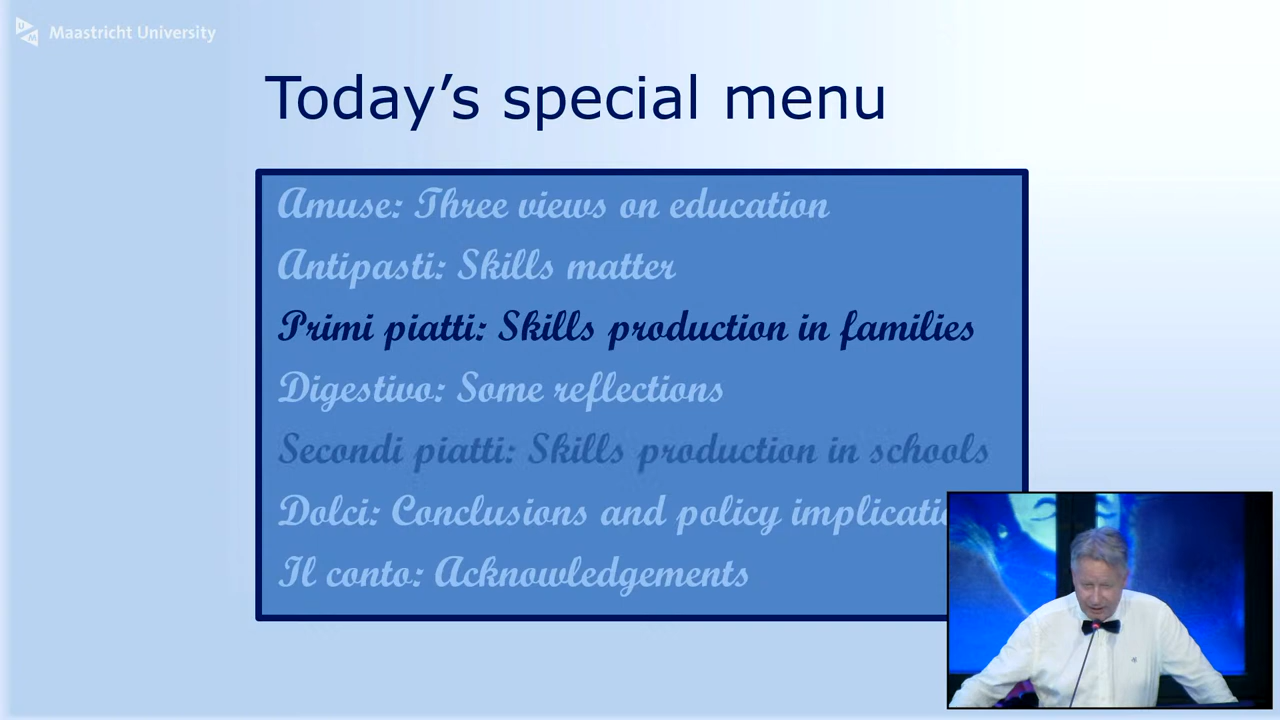 Maastricht University
Today’s special menu
Amuse: Three views on education
Antipasti: Skills matter
Primi piatti: Skills production in families
Digestivo: Some reflections
Secondi piatti: Skills production in schools
Dolci: Conclusions and policy
Il conto: Acknowledgements